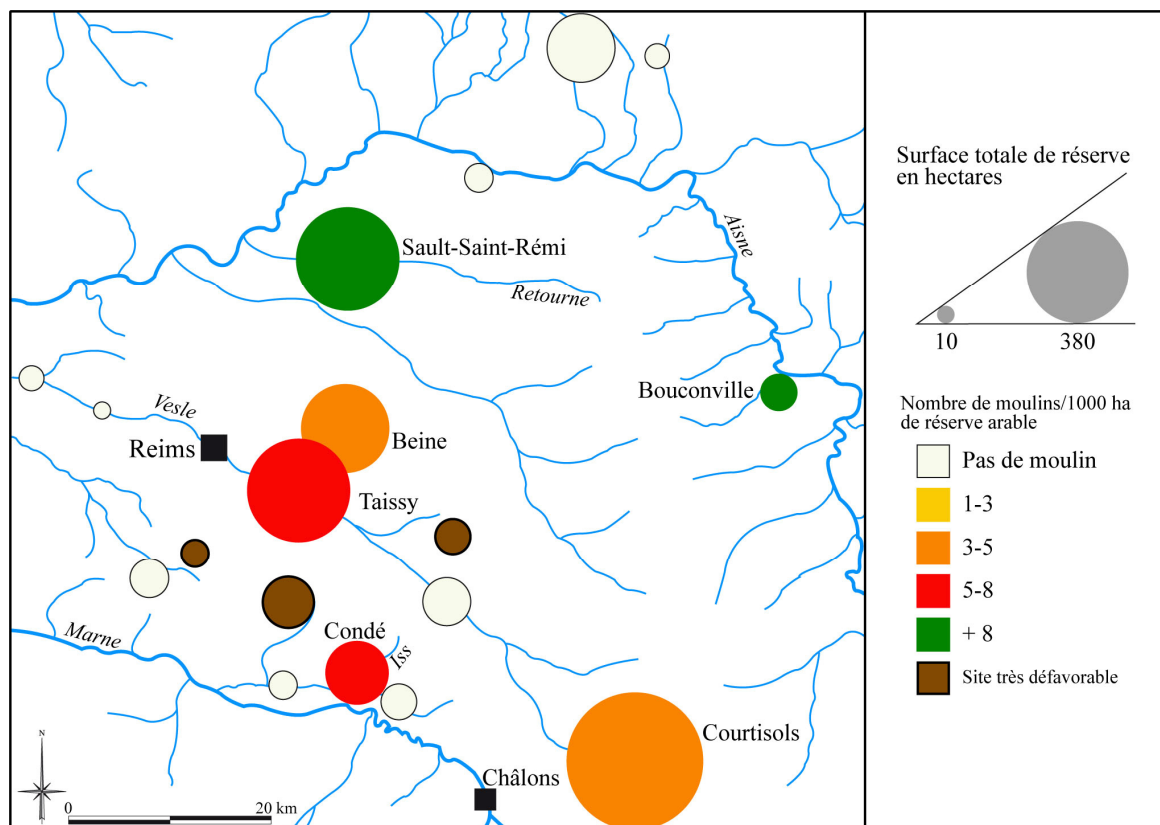 Sault-Saint-Rémi
Retourne
Aisne
Bouconville
Vesle
Reims
Beine
Taissy
Condé
Iss
Marne
Courtisols
Châlons
N
0
20 km
Surface totale de réserve
en hectares
10
380
Nombre de moulins/1000 ha
de réserve arable
Pas de moulin
1-3
3-5
5-8
+ 8
Site très défavorable